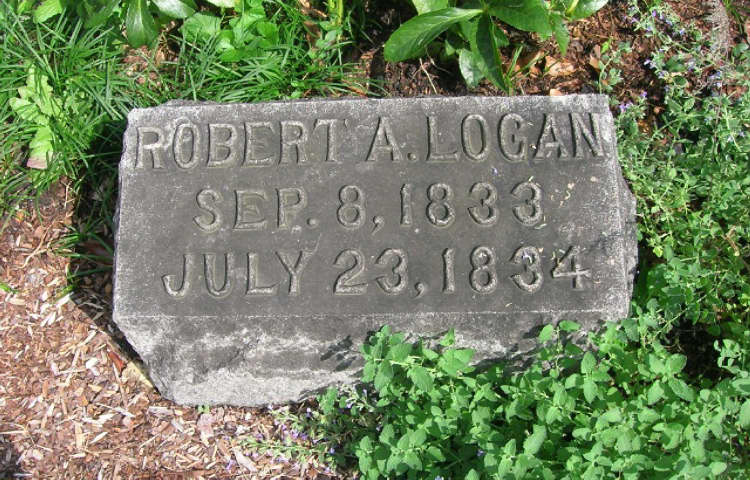 ROBERT A. LOGAN
SEP. 8, 1833
JULY 23, 1834